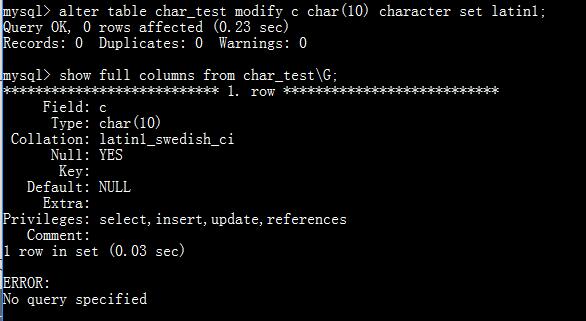 mysql> alter table char_test modify c char(10) character set latin1;
Query OK, 0 rows affected (0.23 sec)
Records: 0  Duplicates: 0  Warnings: 0

mysql> show full columns from char_test\G;
*************************** 1. row ***************************
     Field: c
      Type: char(10)
 Collation: latin1_swedish_ci
      Null: YES
       Key:
   Default: NULL
     Extra:
Privileges: select,insert,update,references
   Comment:
1 row in set (0.03 sec)

ERROR:
No query specified